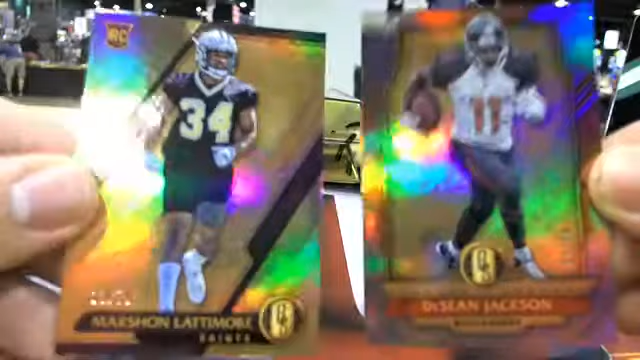 RC
34
MARSHON LATTIMORE
SAINTS
11
DeSEAN JACKSON